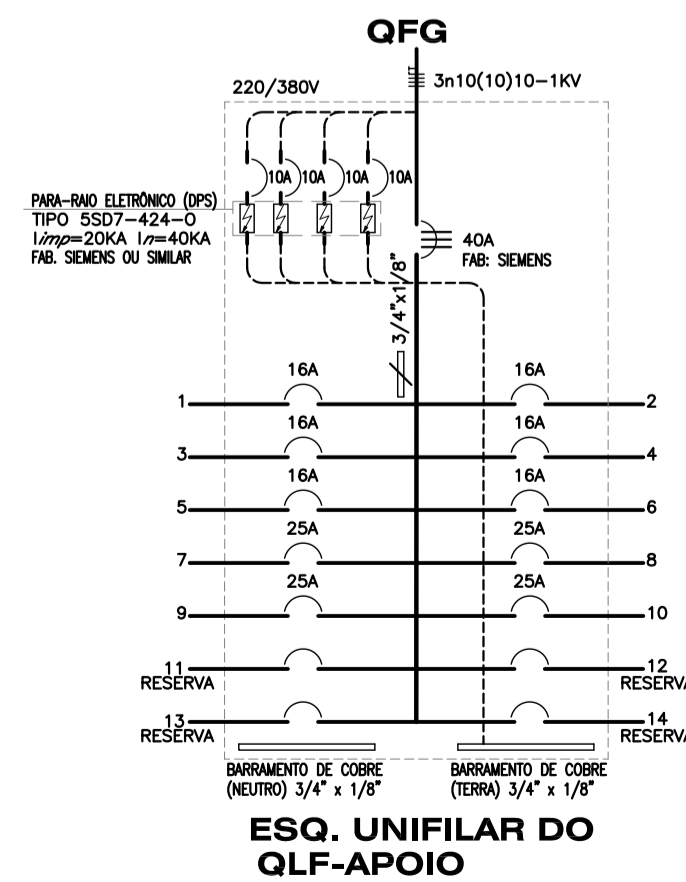 QFG
220/380V
3n10(10)10-1KV
10A
10A
10A
10A
PARA-RAIO ELETRÔNICO (DPS)
TIPO 5SD7-424-0
Iimp=20KA In=40KA
FAB. SIEMENS OU SIMILAR
40A
FAB: SIEMENS
3/4"x1/8"
16A
16A
1
2
16A
16A
3
4
16A
16A
5
6
25A
25A
7
8
25A
25A
9
10
11
RESERVA
12
RESERVA
13
RESERVA
14
RESERVA
BARRAMENTO DE COBRE
(NEUTRO) 3/4" x 1/8"
BARRAMENTO DE COBRE
(TERRA) 3/4" x 1/8"
ESQ. UNIFILAR DO
QLF-APOIO